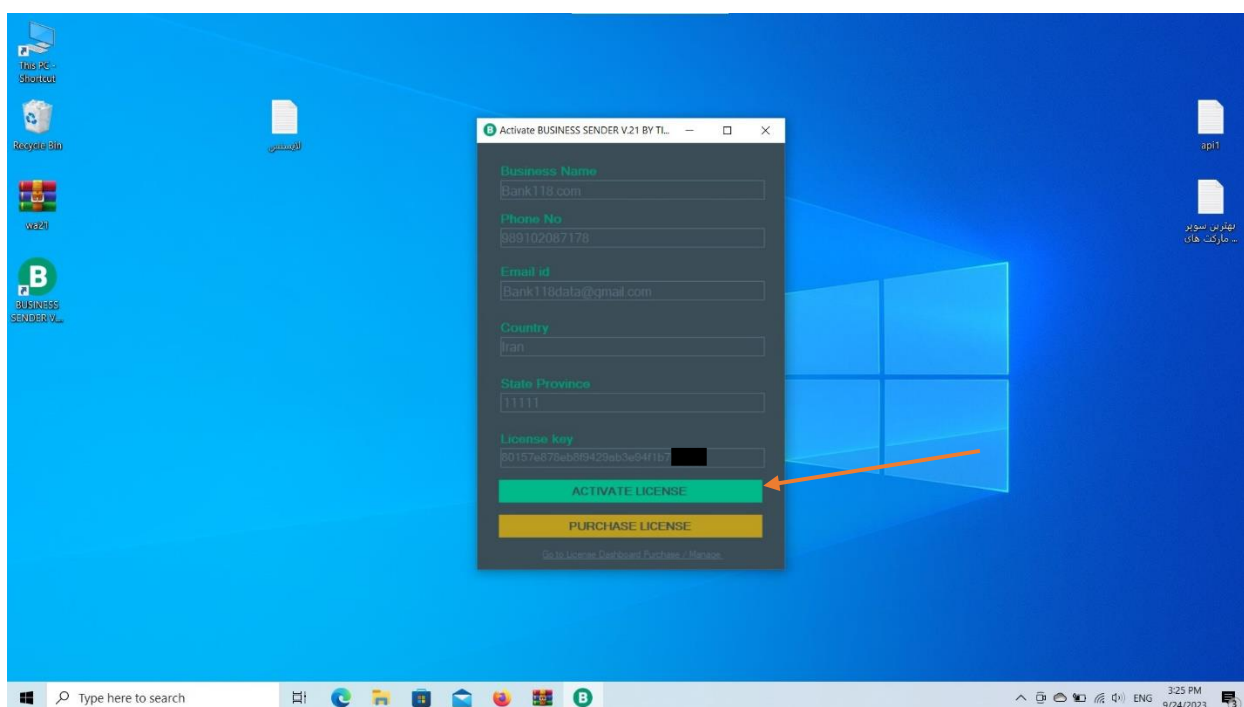 This PC -
Shortcut
Recycle Bin
لایسنس
wa21
BUSINESS
SENDER V...
api1
بهترین سوپر
مارکت های ...
B Activate BUSINESS SENDER V.21 BY TI...
Business Name
Bank118.com
Phone No
989102087178
Email id
Bank118data@gmail.com
Country
Iran
State Province
11111
License key
ACTIVATE LICENSE
PURCHASE LICENSE
Go to License Dashboard Purchase / Manage
Type here to search
ENG
3:25 PM
9/24/2023
3